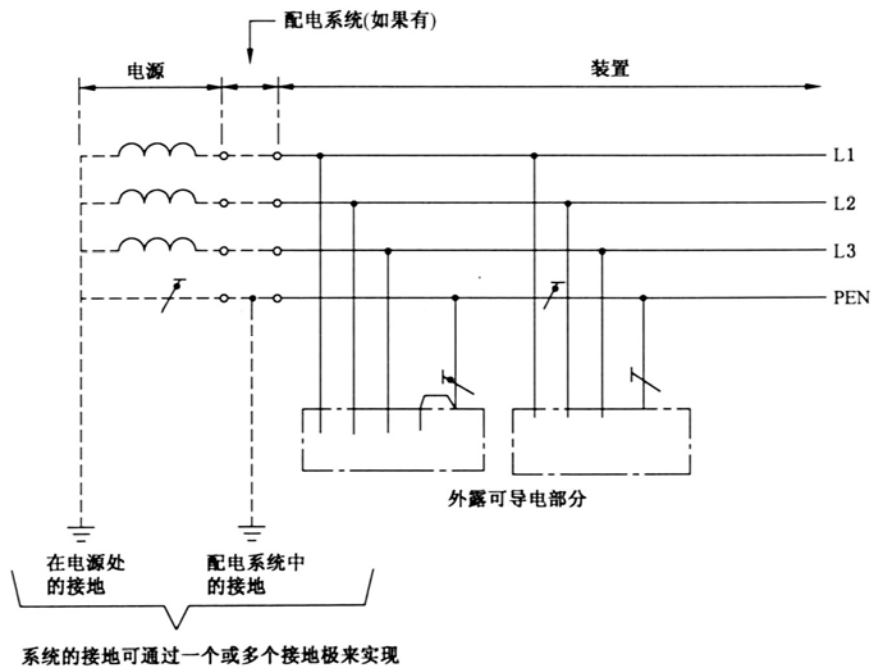 配电系统(如果有)
电源
装置
L1
L2
L3
PEN
外露可导电部分
在电源处
的接地
配电系统中
的接地
系统的接地可通过一个或多个接地极来实现